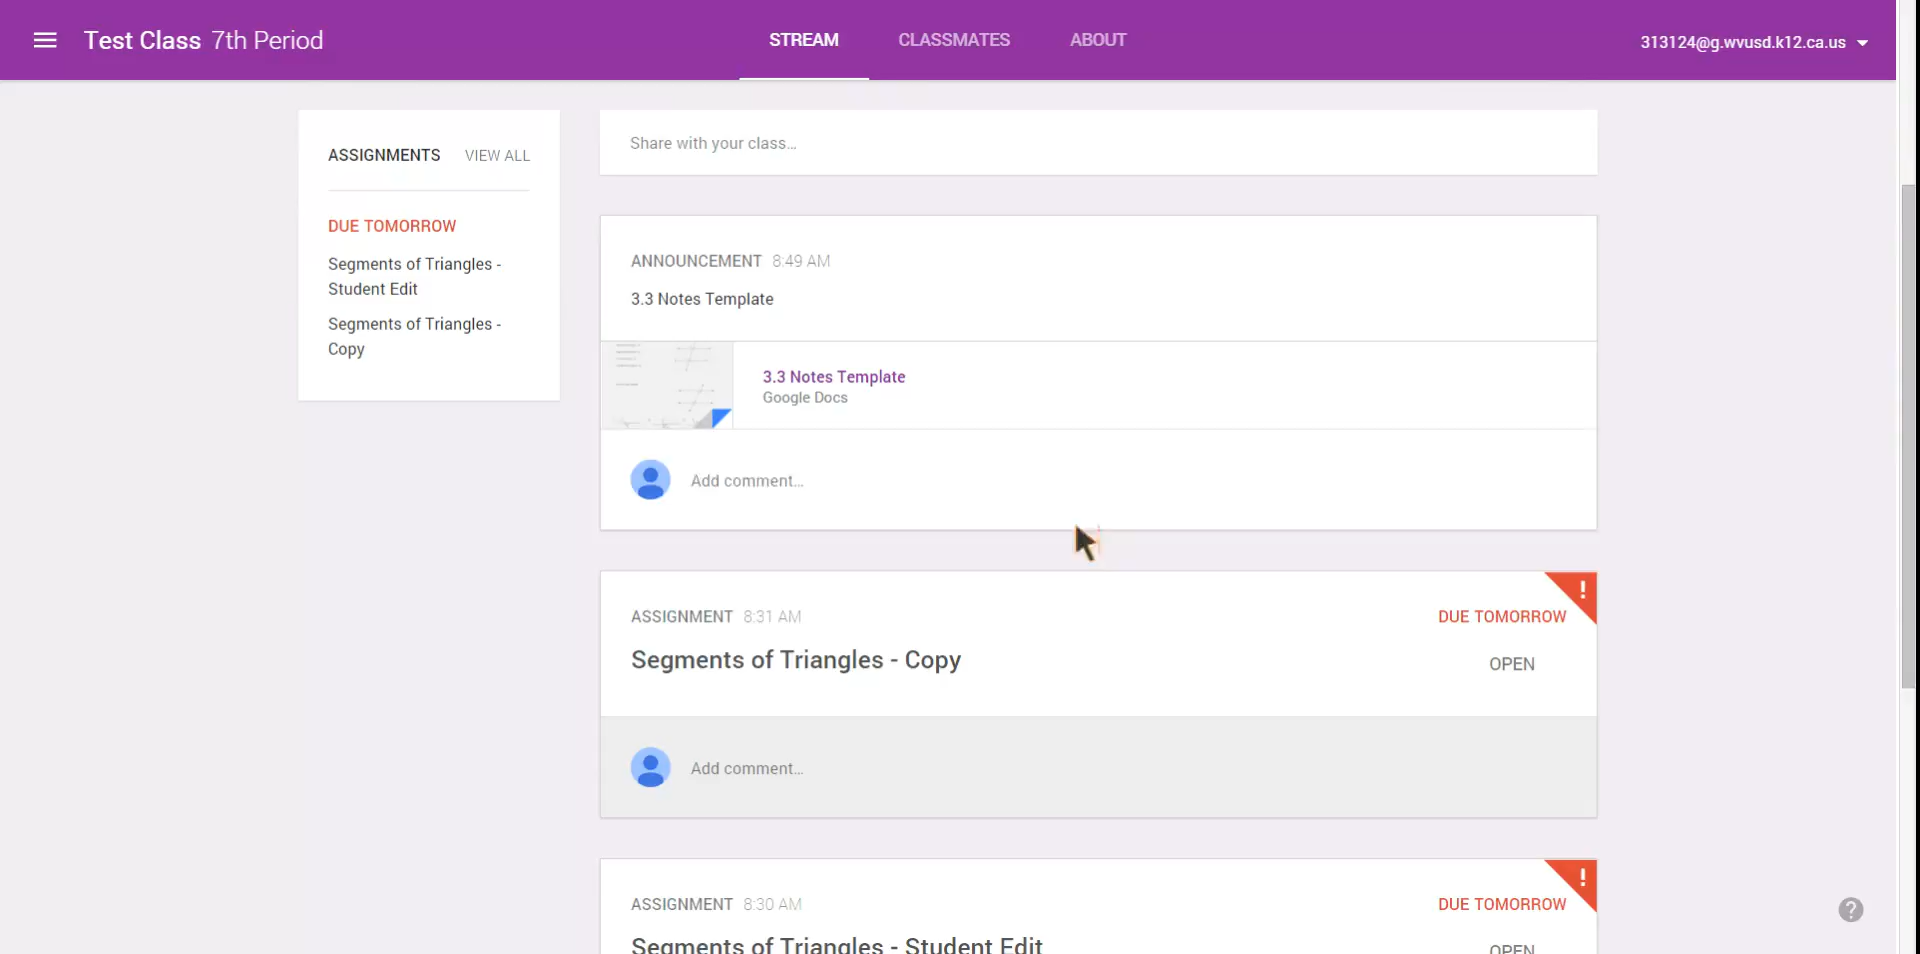 Test Class 7th Period
STREAM
CLASSMATES
ABOUT
313124@g.wvusd.k12.ca.us
ASSIGNMENTS
VIEW ALL
DUE TOMORROW
Segments of Triangles -
Student Edit
Segments of Triangles -
Copy
Share with your class...
ANNOUNCEMENT 8:49 AM
3.3 Notes Template
3.3 Notes Template
Google Docs
Add comment...
!
ASSIGNMENT 8:31 AM
DUE TOMORROW
Segments of Triangles - Copy
OPEN
Add comment...
!
ASSIGNMENT 8:30 AM
DUE TOMORROW
Segments of Triangles - Student Edit
OPEN
?